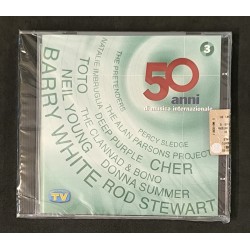 3
50
anni
di musica internazionale
THE PRETENDERS
NATALIE IMBRUGLIA
TOTO
NEIL YOUNG
BARRY WHITE
DEEP PURPLE
THE CLANNAD & BONO
THE ALAN PARSONS PROJECT
PERCY SLEDGE
CHER
DONNA SUMMER
ROD STEWART
TV